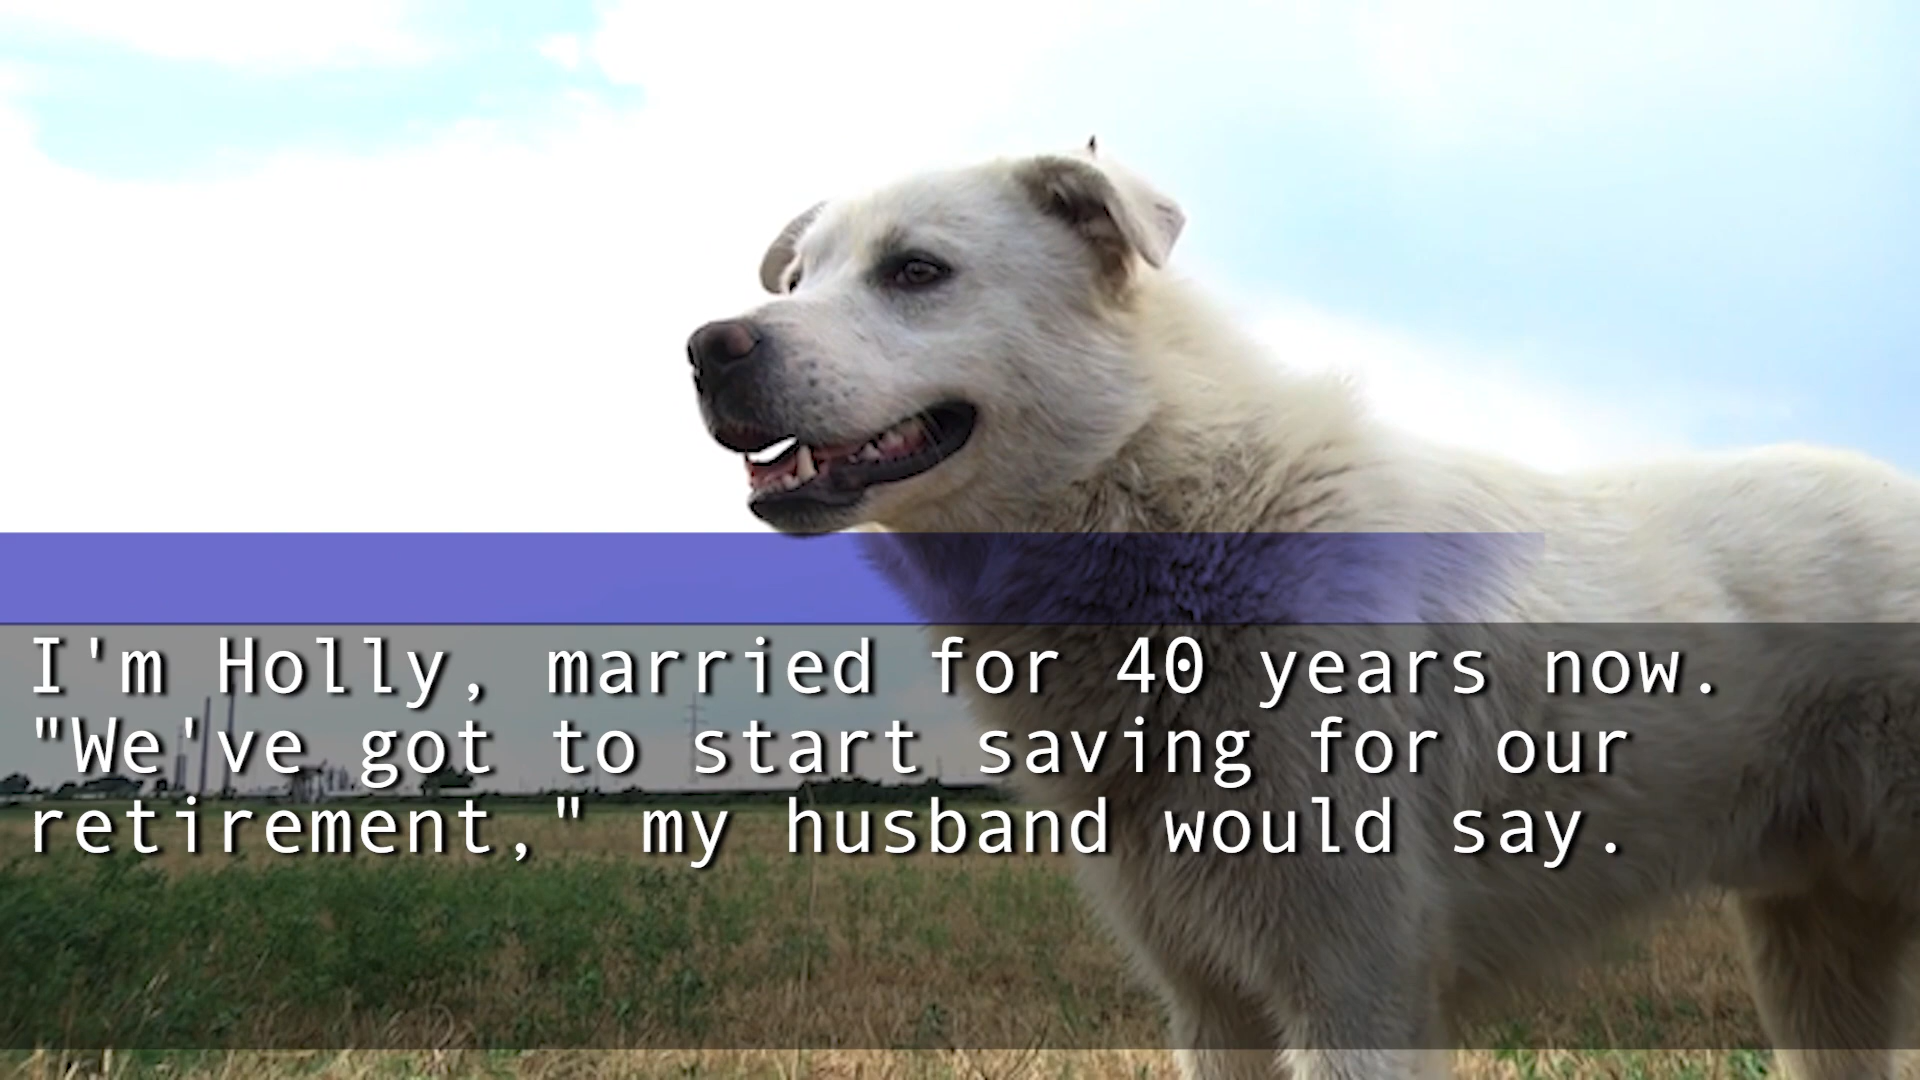 I'm Holly, married for 40 years now.
"We've got to start saving for our
retirement," my husband would say.